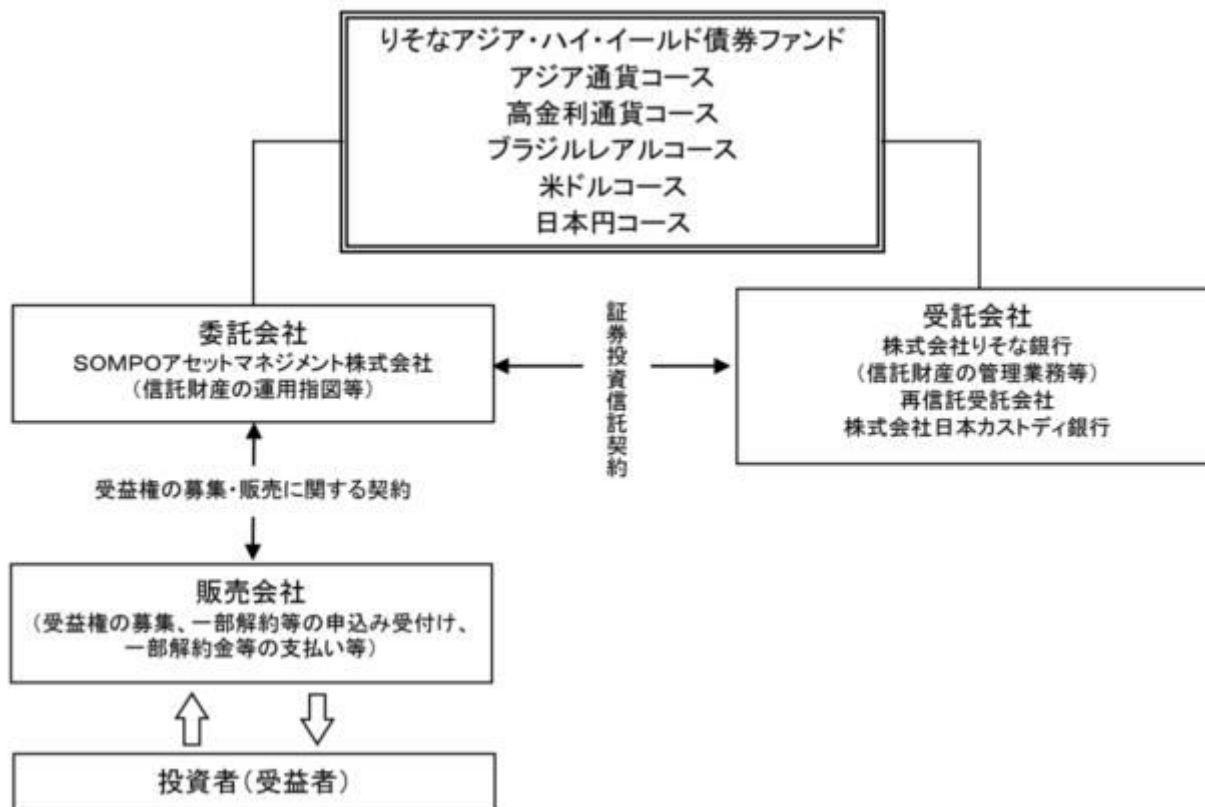 りそなアジア・ハイ・イールド債券ファンド
アジア通貨コース
高金利通貨コース
ブラジルレアルコース
米ドルコース
日本円コース
委託会社
SOMPOアセットマネジメント株式会社
(信託財産の運用指図等)
証券投資信託契約
受託会社
株式会社りそな銀行
(信託財産の管理業務等)
再信託受託会社
株式会社日本カストディ銀行
受益権の募集・販売に関する契約
販売会社
(受益権の募集、一部解約等の申込み受付け、
一部解約金等の支払い等)
投資者(受益者)